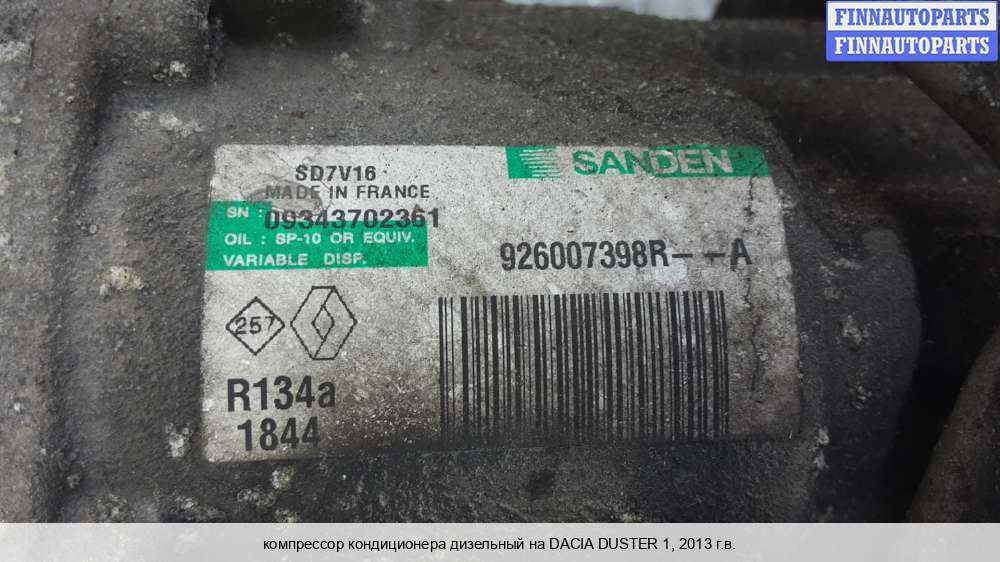 FINNAUTOPARTS
FINNAUTOPARTS
SANDEN
SD7V16
MADE IN FRANCE
SN : 09343702361
OIL : SP-10 OR EQUIV.
VARIABLE DISP.
926007398R---A
257
R134a
1844
компрессор кондиционера дизельный на DACIA DUSTER 1, 2013 г.в.